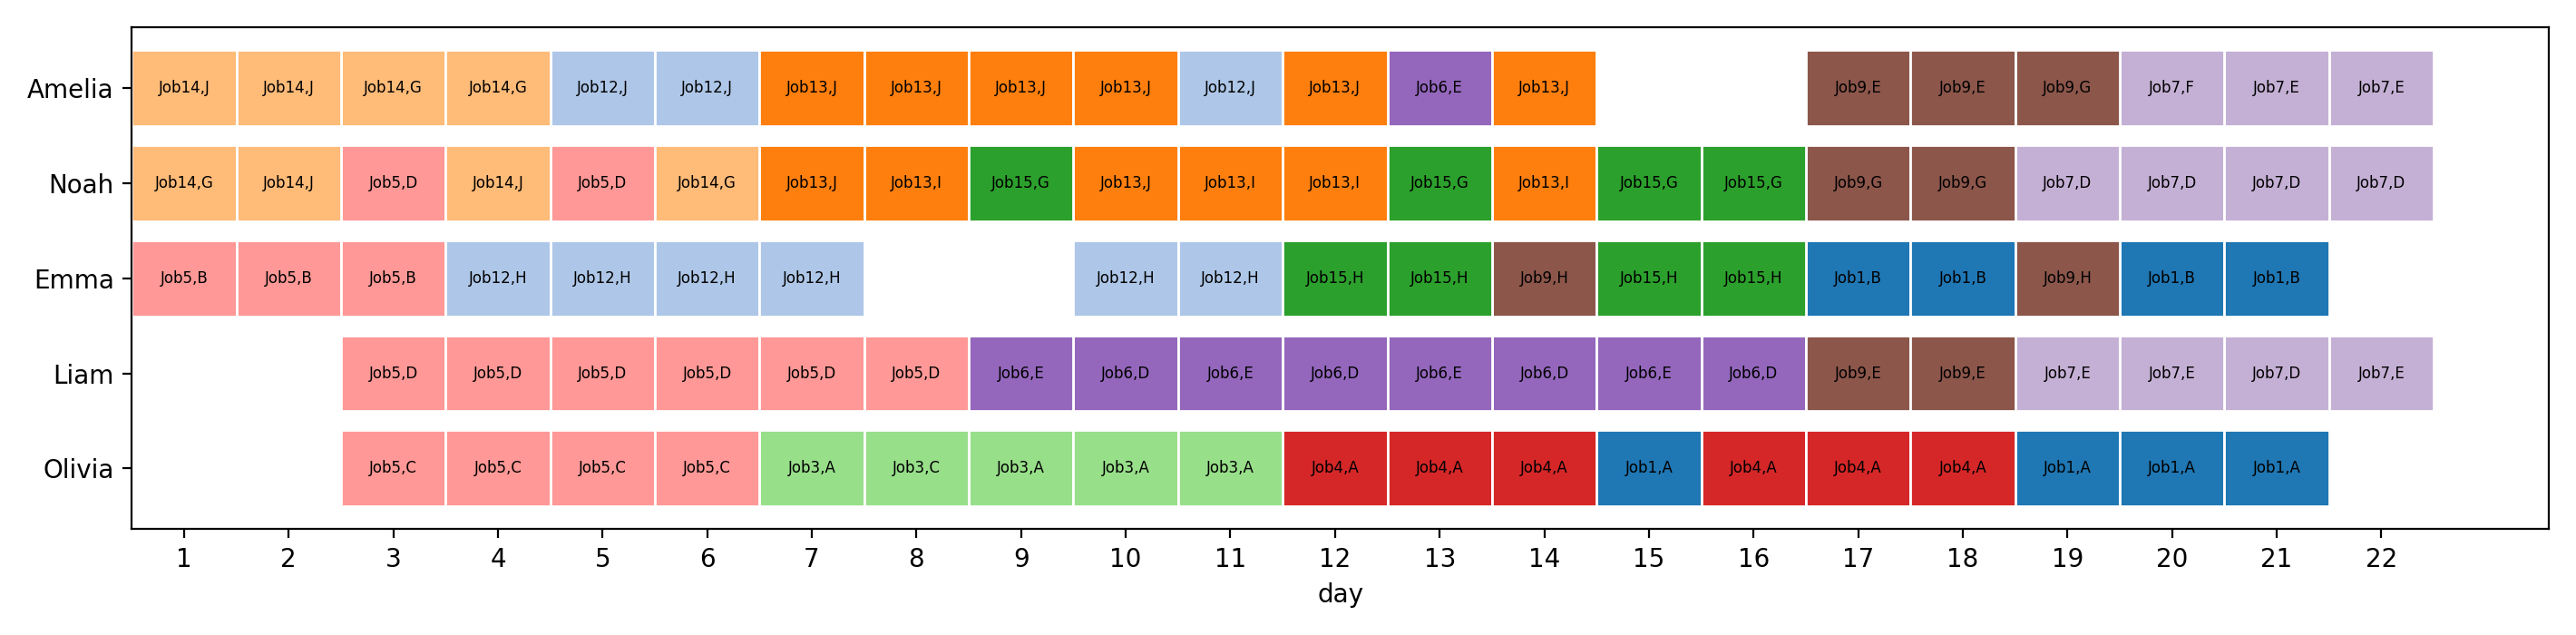 Amelia Job14,J Job14,J Job14,G Job14,G Job12,J Job12,J Job13,J Job13,J Job13,J Job13,J Job12,J Job13,J Job6,E Job13,J Job9,E Job9,E Job9,G Job7,F Job7,E Job7,E
Noah Job14,G Job14,J Job5,D Job14,J Job5,D Job14,G Job13,J Job13,I Job15,G Job13,J Job13,I Job13,I Job15,G Job13,I Job15,G Job15,G Job9,G Job9,G Job7,D Job7,D Job7,D Job7,D
Emma Job5,B Job5,B Job5,B Job12,H Job12,H Job12,H Job12,H Job12,H Job12,H Job15,H Job15,H Job9,H Job15,H Job15,H Job1,B Job1,B Job9,H Job1,B Job1,B
Liam Job5,D Job5,D Job5,D Job5,D Job5,D Job5,D Job6,E Job6,D Job6,E Job6,D Job6,E Job6,D Job6,E Job6,D Job9,E Job9,E Job7,E Job7,E Job7,D Job7,E
Olivia Job5,C Job5,C Job5,C Job5,C Job3,A Job3,C Job3,A Job3,A Job3,A Job4,A Job4,A Job4,A Job1,A Job4,A Job4,A Job4,A Job1,A Job1,A Job1,A
1 2 3 4 5 6 7 8 9 10 11 12 13 14 15 16 17 18 19 20 21 22
day